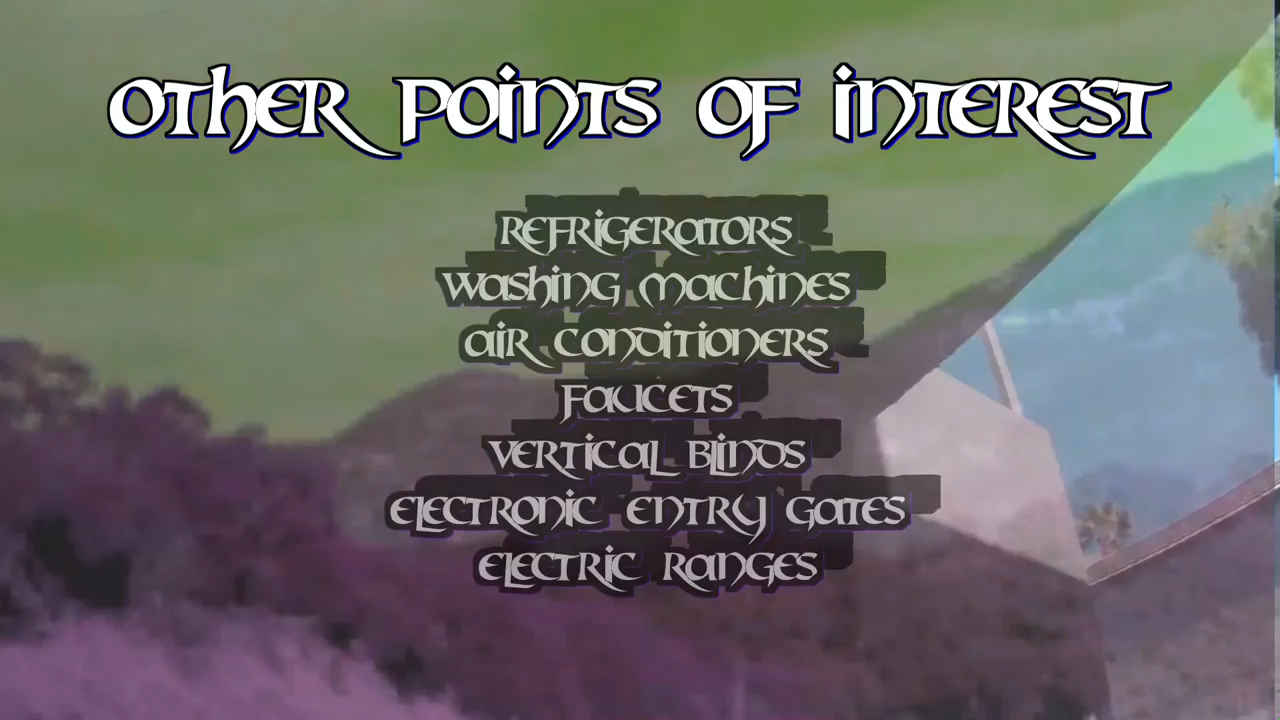 OTHER POINTS OF INTEREST
REFRIGERATORS
WASHING MACHINES
AIR CONDITIONERS
FAUCETS
VERTICAL BLINDS
ELECTRONIC ENTRY GATES
ELECTRIC RANGES